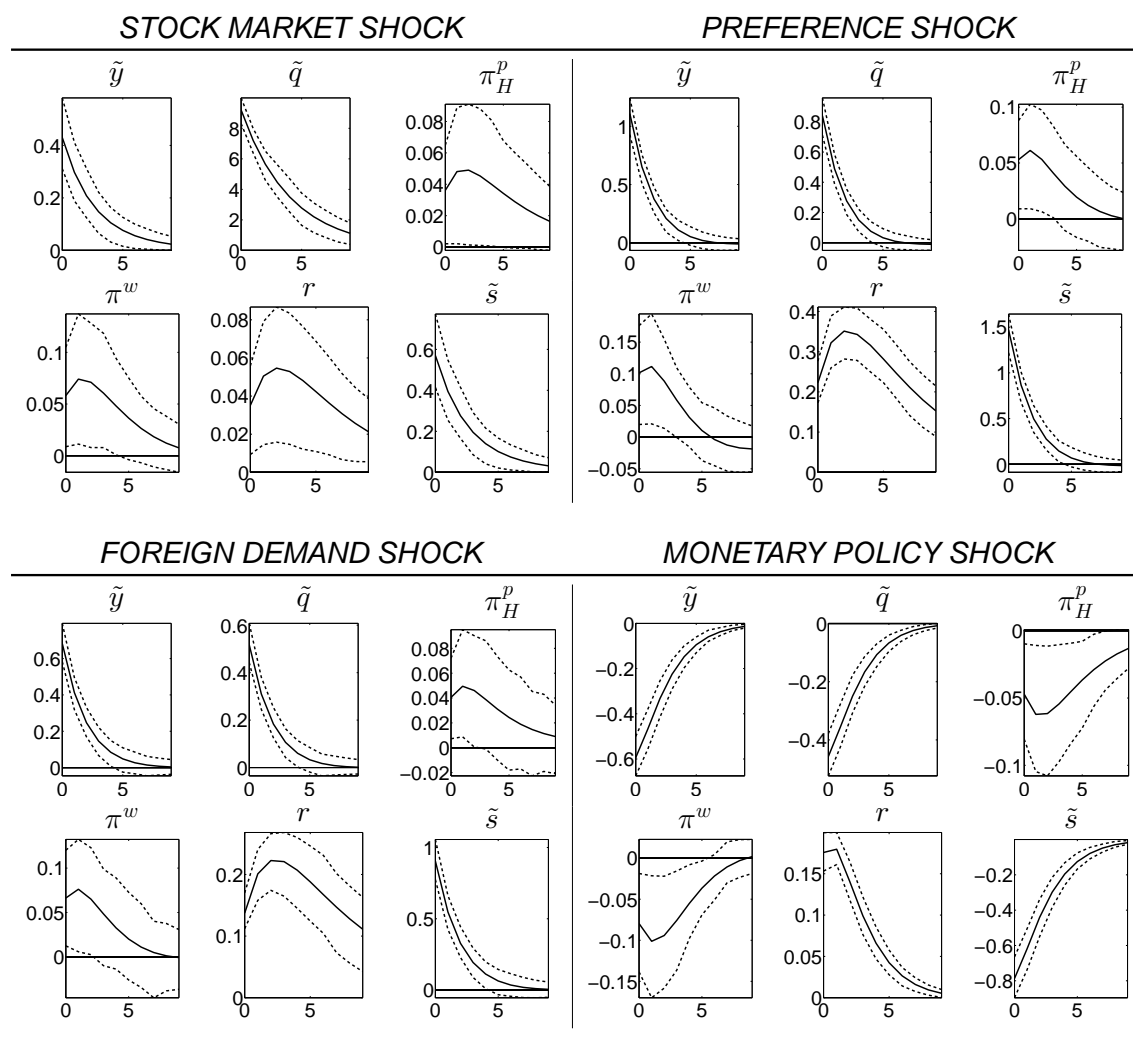 STOCK MARKET SHOCK PREFERENCE SHOCK
ỹ q̃ π_H^p ỹ q̃ π_H^p
0.4 0.2 0 0 5
8 6 4 2 0 0 5
0.08 0.06 0.04 0.02 0 0 5
1 0.5 0 0 5
0.8 0.6 0.4 0.2 0 0 5
0.1 0.05 0 0 5
π^w r s̃ π^w r s̃
0.1 0.05 0 0 5
0.08 0.06 0.04 0.02 0 0 5
0.6 0.4 0.2 0 0 5
0.15 0.10 0.05 0 −0.05 0 5
0.4 0.3 0.2 0.1 0 0 5
1.5 1 0.5 0 0 5
FOREIGN DEMAND SHOCK MONETARY POLICY SHOCK
ỹ q̃ π_H^p ỹ q̃ π_H^p
0.6 0.4 0.2 0 0 5
0.6 0.4 0.2 0 0 5
0.08 0.06 0.04 0.02 0 −0.02 0 5
0 −0.2 −0.4 −0.6 0 5
0 −0.2 −0.4 0 5
0 −0.05 −0.1 0 5
π^w r s̃ π^w r s̃
0.1 0.05 0 0 5
0.2 0.1 0 0 5
1 0.5 0 0 5
0 −0.05 −0.1 −0.15 0 5
0.15 0.1 0.05 0 0 5
−0.2 −0.4 −0.6 −0.8 0 5